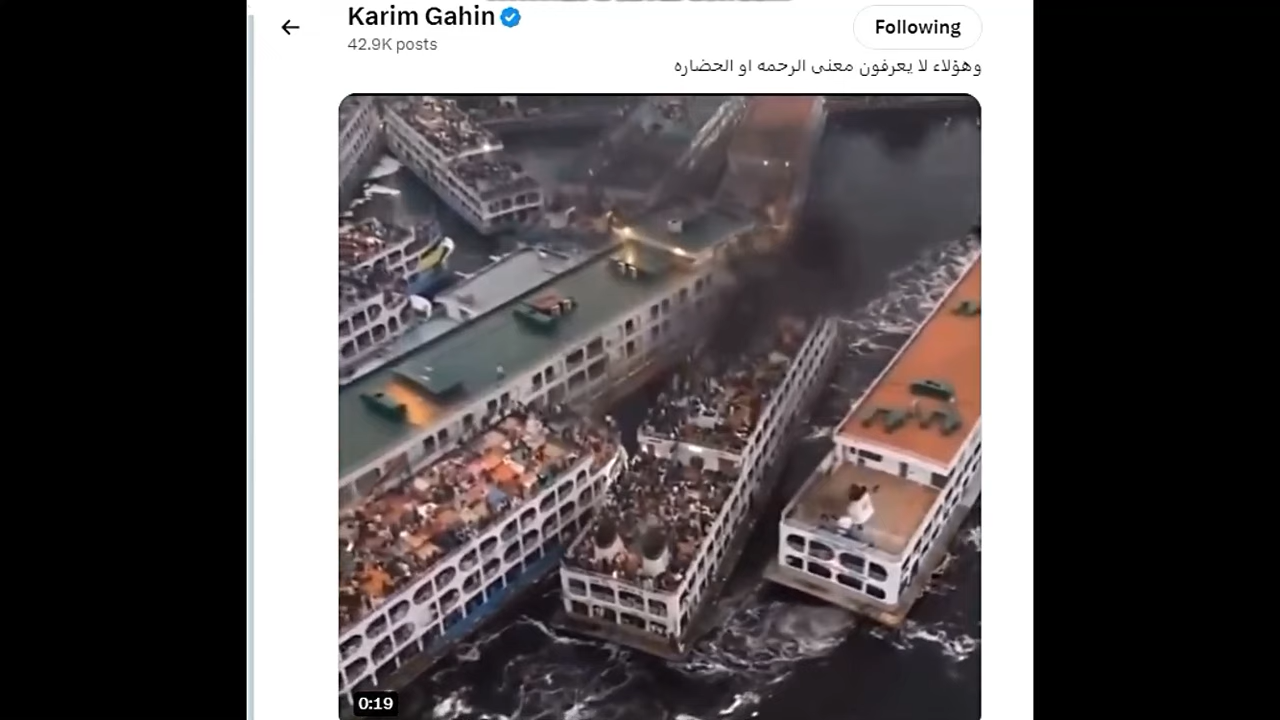 Karim Gahin
42.9K posts
Following
وهؤلاء لا يعرفون معنى الرحمه او الحضاره
0:19